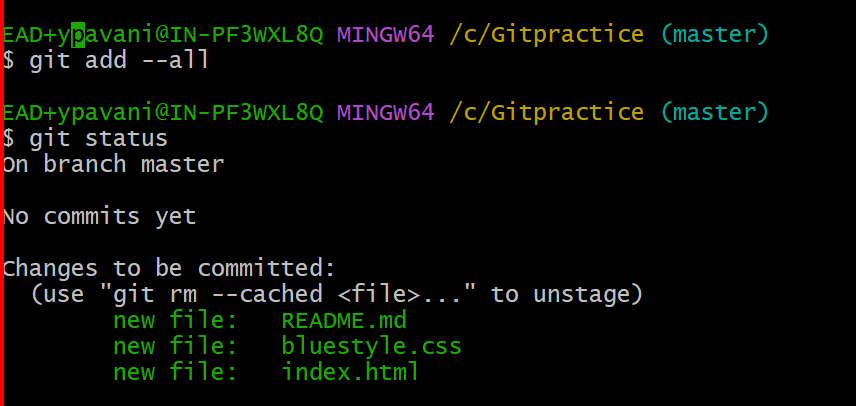 EAD+ypavani@IN-PF3WXL8Q MINGW64 /c/Gitpractice (master)
$ git add --all
EAD+ypavani@IN-PF3WXL8Q MINGW64 /c/Gitpractice (master)
$ git status
On branch master
No commits yet
Changes to be committed:
  (use "git rm --cached <file>..." to unstage)
        new file:   README.md
        new file:   bluestyle.css
        new file:   index.html